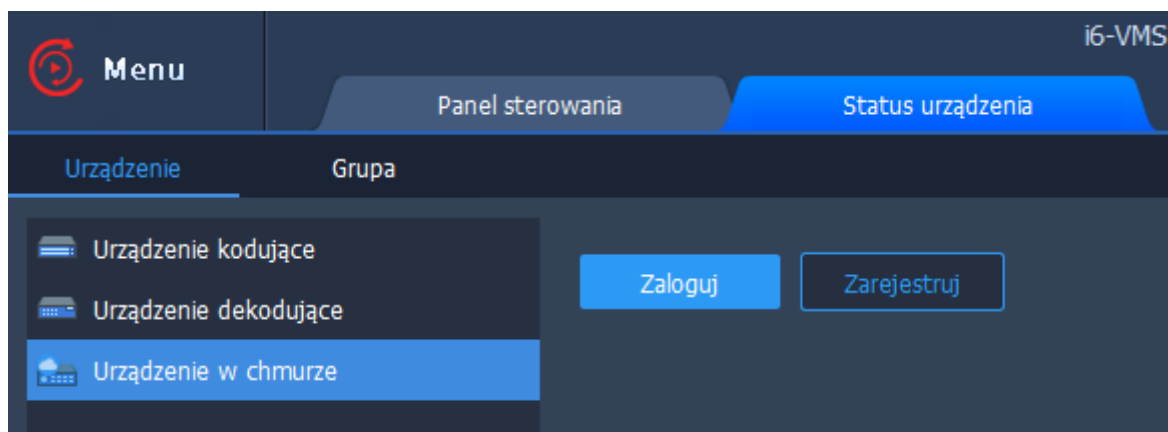 i6-VMS
Menu
Panel sterowania
Status urządzenia
Urządzenie
Grupa
Urządzenie kodujące
Urządzenie dekodujące
Urządzenie w chmurze
Zaloguj
Zarejestruj